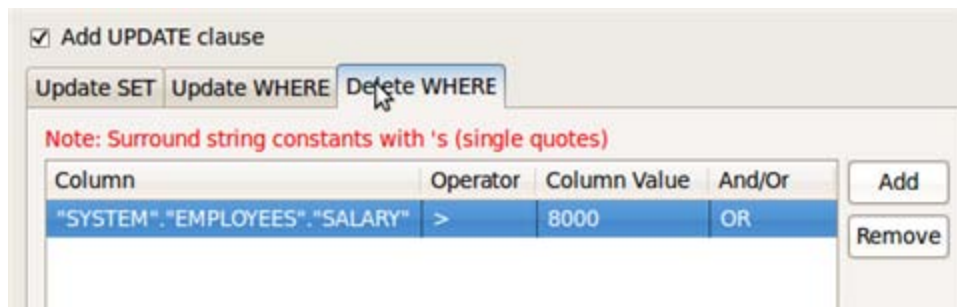 Add UPDATE clause
Update SET Update WHERE Delete WHERE
Note: Surround string constants with 's (single quotes)
Column Operator Column Value And/Or Add
"SYSTEM"."EMPLOYEES"."SALARY" > 8000 OR
Remove